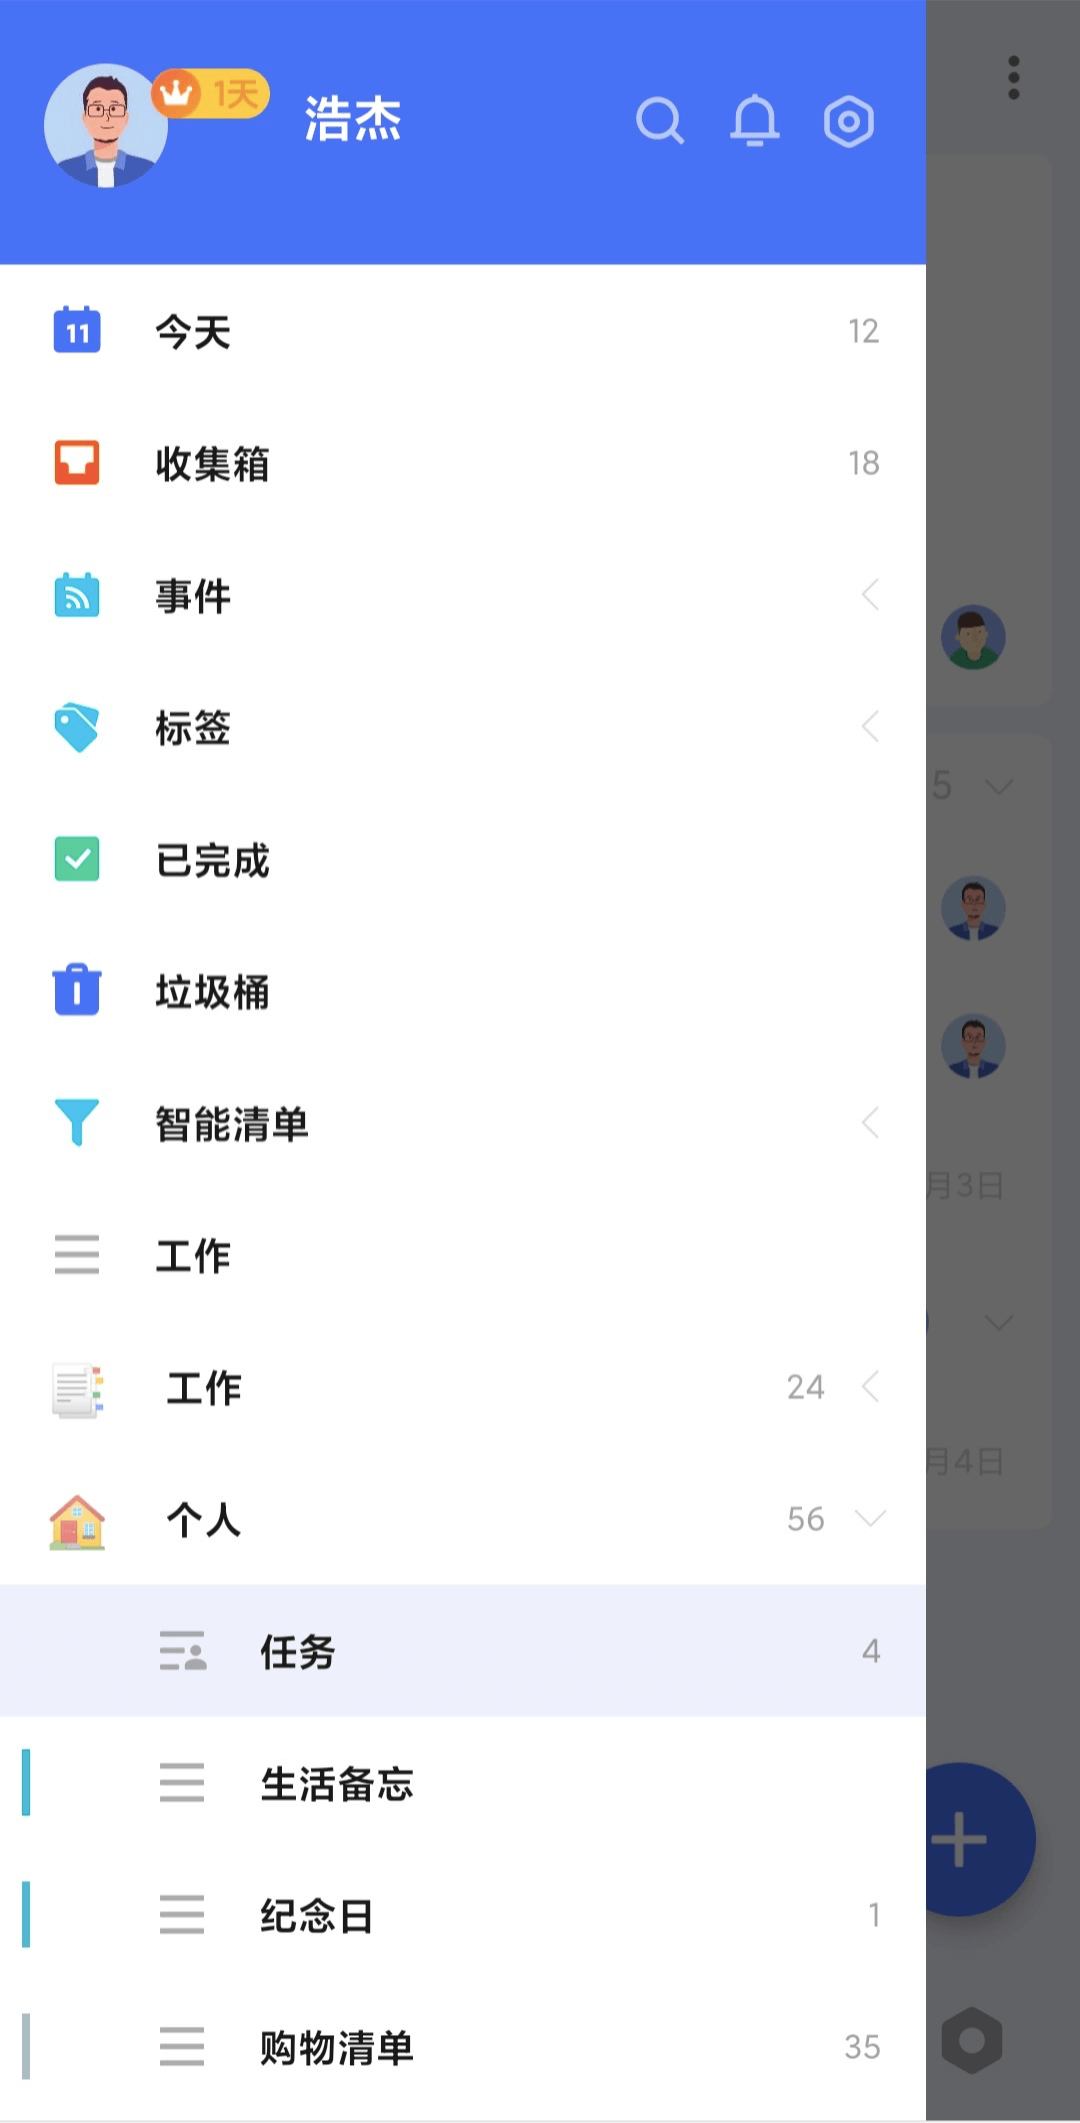 1天
浩杰
11
今天 12
收集箱 18
事件
标签
已完成
垃圾桶
智能清单
工作
工作 24
个人 56
任务 4
生活备忘
纪念日 1
购物清单 35
5
月3日
月4日